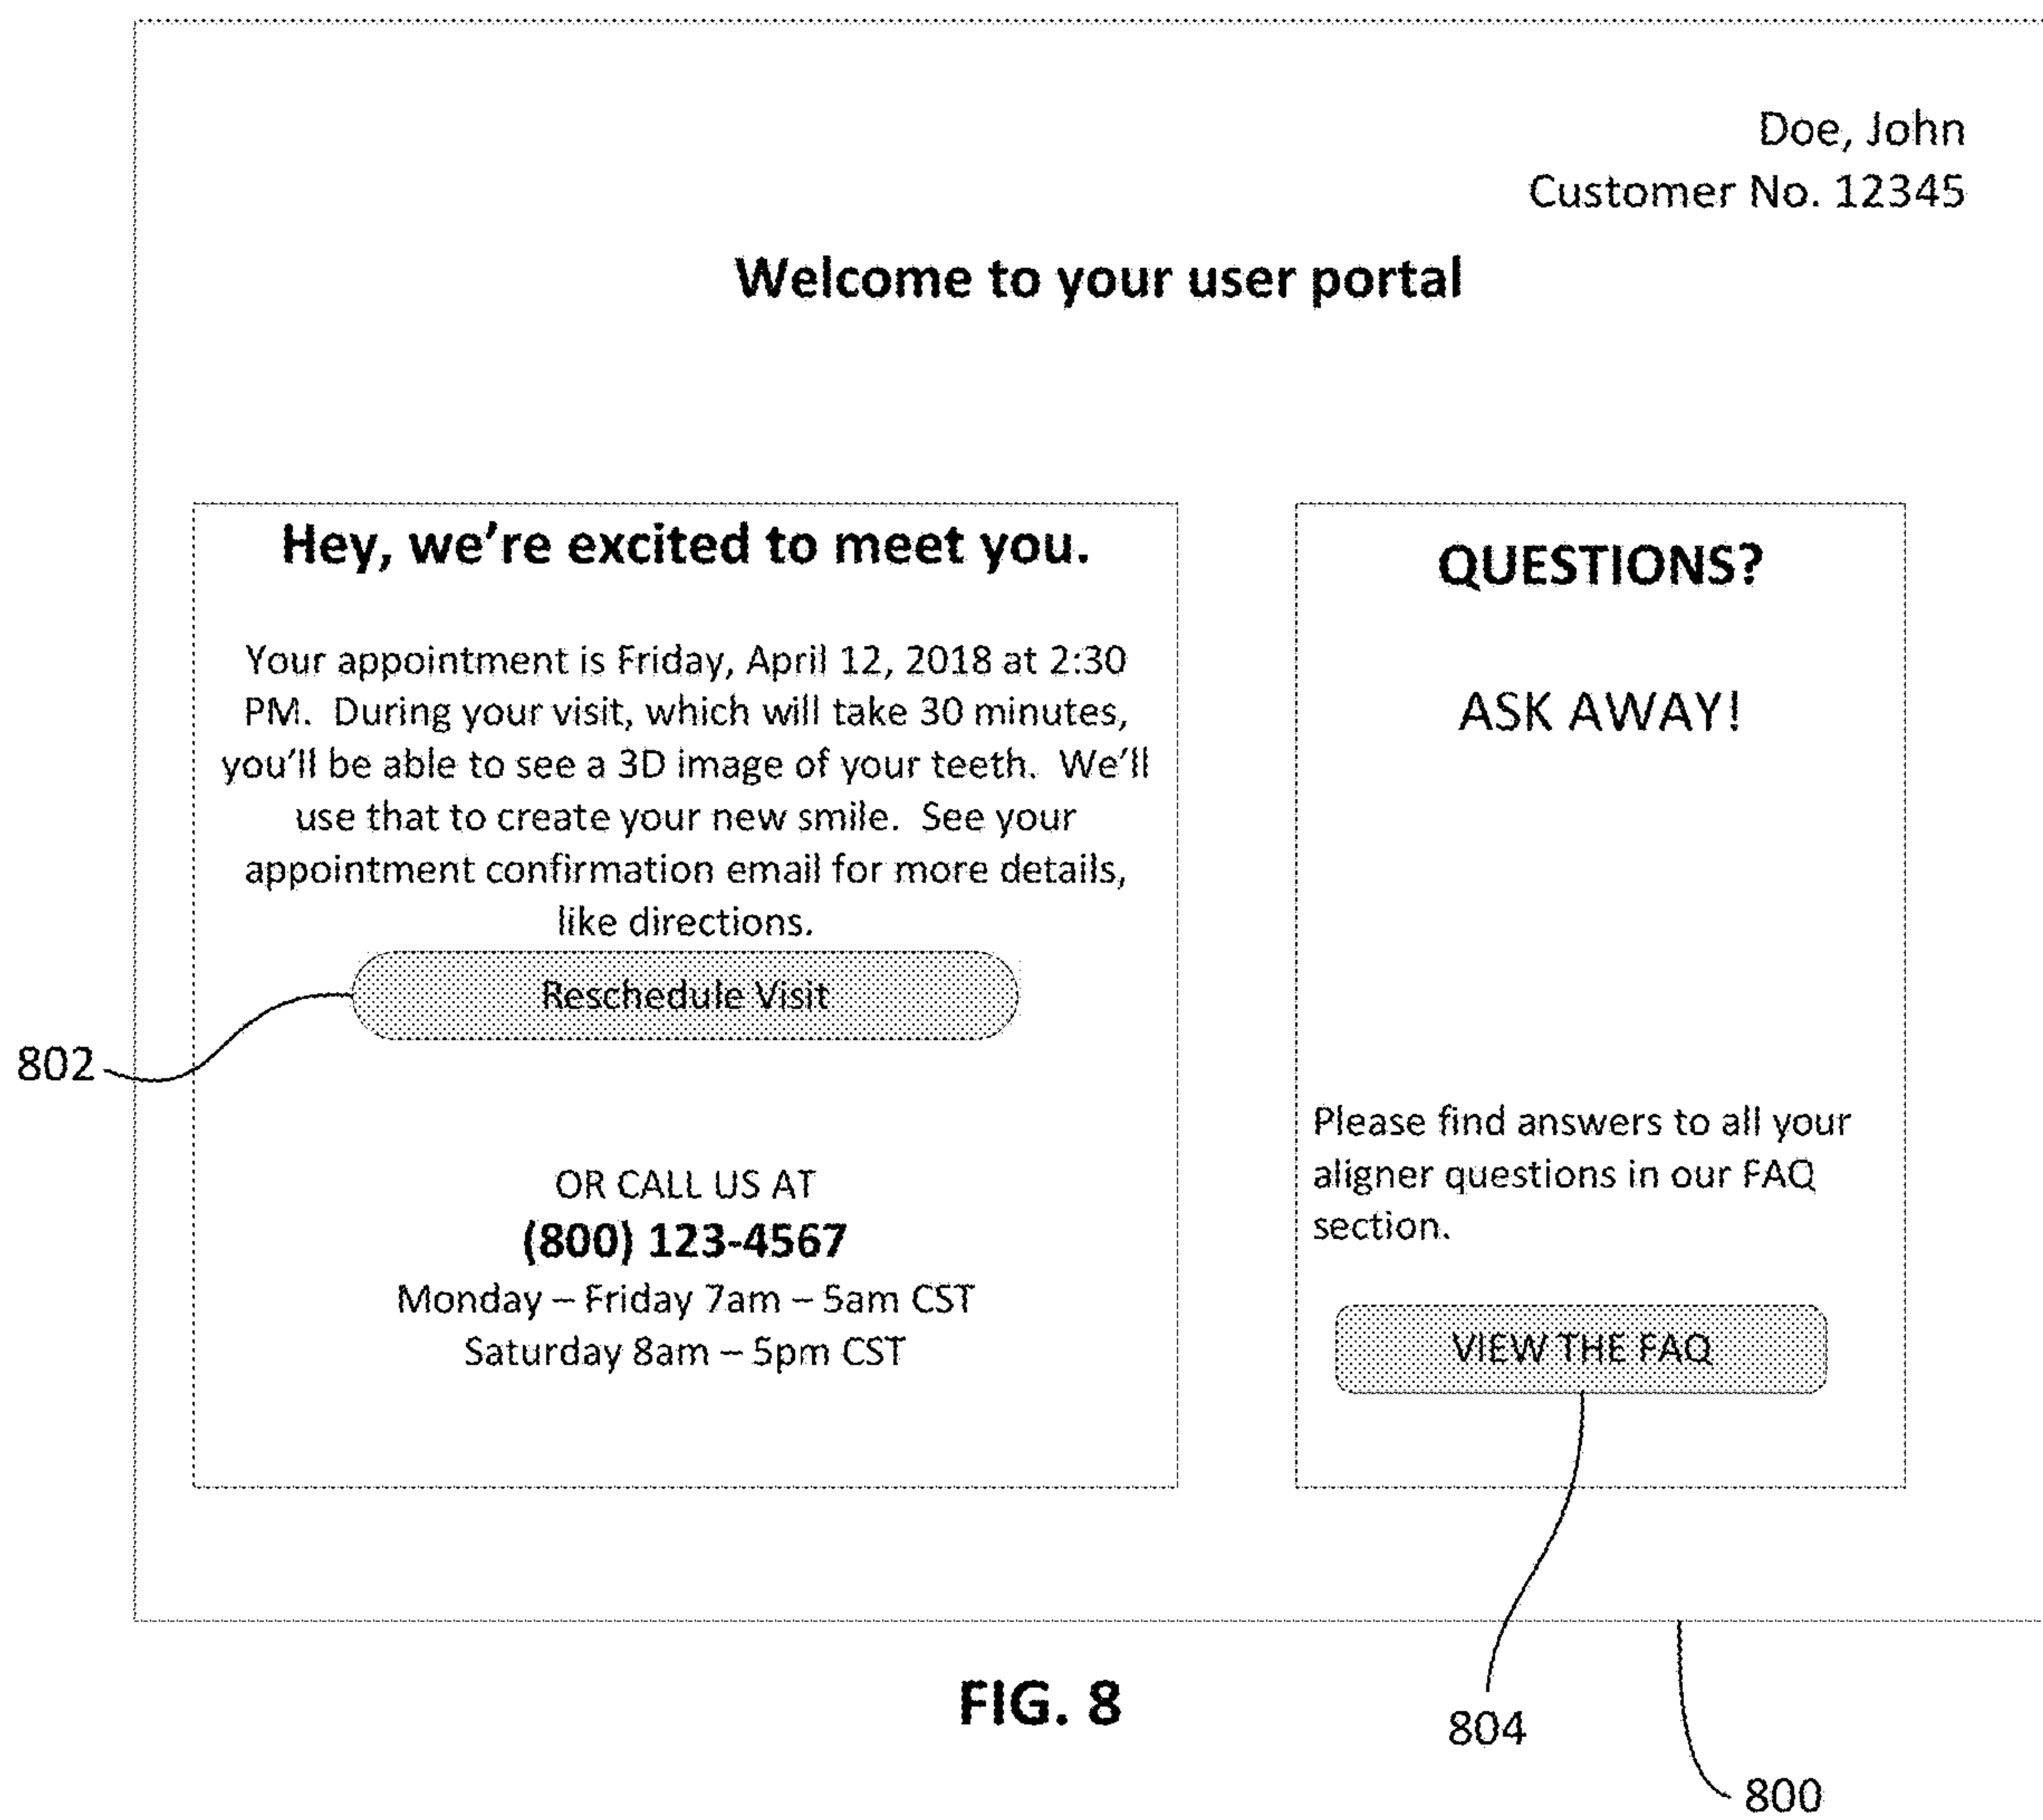 Doe, John
Customer No. 12345
Welcome to your user portal
Hey, we're excited to meet you.
Your appointment is Friday, April 12, 2018 at 2:30
PM.  During your visit, which will take 30 minutes,
you'll be able to see a 3D image of your teeth.  We'll
use that to create your new smile.  See your
appointment confirmation email for more details,
like directions.
Reschedule Visit
802
OR CALL US AT
(800) 123-4567
Monday – Friday 7am – 5am CST
Saturday 8am – 5pm CST
QUESTIONS?
ASK AWAY!
Please find answers to all your
aligner questions in our FAQ
section.
VIEW THE FAQ
FIG. 8
804
800